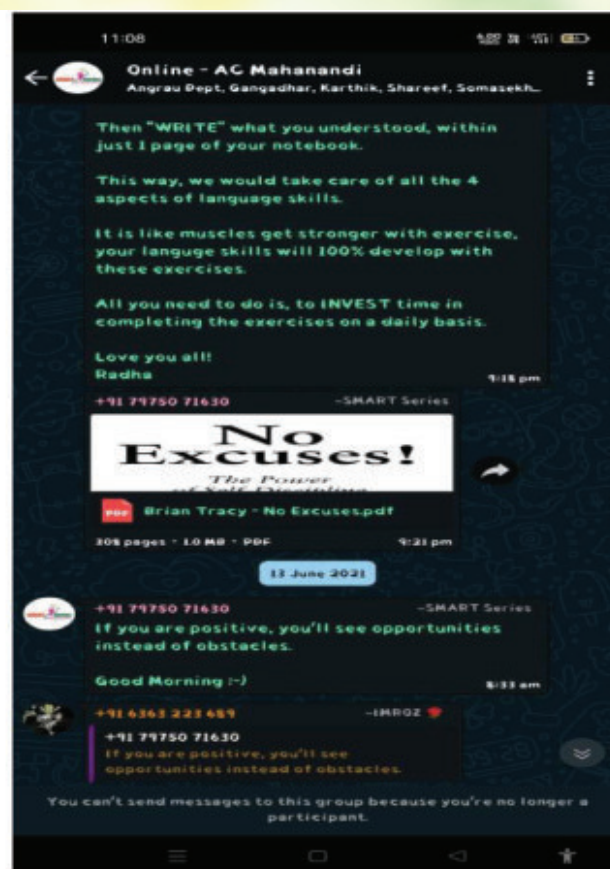 11:08
Online - AC Mahanandi
Angrau Dept, Gangadhar, Karthik, Shareef, Somasekh...
Then "WRITE" what you understood, within
just 1 page of your notebook.
This way, we would take care of all the 4
aspects of language skills.
It is like muscles get stronger with exercise,
your languge skills will 100% develop with
these exercises.
All you need to do is, to INVEST time in
completing the exercises on a daily basis.
Love you all!
Radha
9:18 pm
+91 79750 71630 ~SMART Series
No
Excuses!
The Power
of Self-Discipline
PDF Brian Tracy - No Excuses.pdf
308 pages • 1.0 MB • PDF 9:21 pm
13 June 2021
+91 79750 71630 ~SMART Series
If you are positive, you'll see opportunities
instead of obstacles.
Good Morning :-)
8:33 am
+91 6363 223 689 ~IMROZ
+91 79750 71630
If you are positive, you'll see
opportunities instead of obstacles.
You can't send messages to this group because you're no longer a
participant.